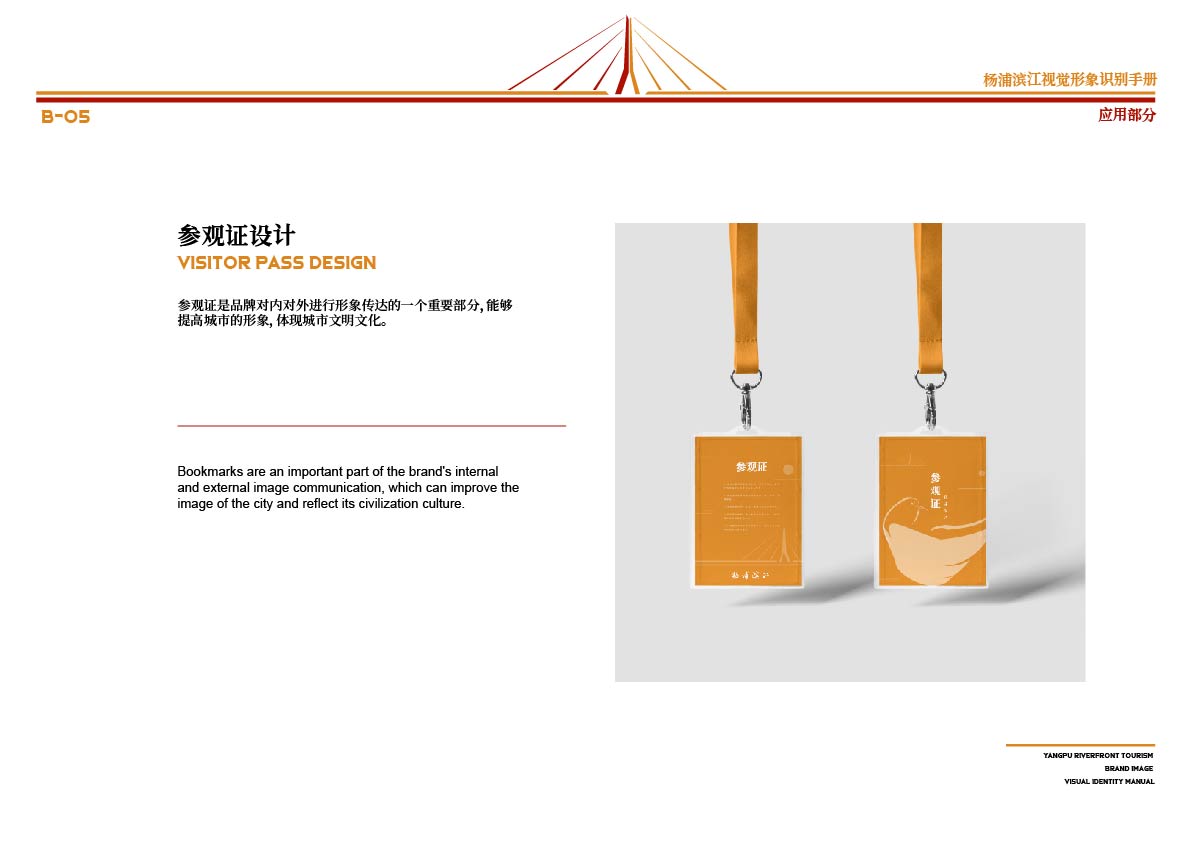 杨浦滨江视觉形象识别手册
B-05
应用部分
参观证设计
VISITOR PASS DESIGN
参观证是品牌对内对外进行形象传达的一个重要部分, 能够
提高城市的形象, 体现城市文明文化。
Bookmarks are an important part of the brand's internal
and external image communication, which can improve the
image of the city and reflect its civilization culture.
参观证
杨浦滨江
参观证
YANGPU RIVERFRONT TOURISM
BRAND IMAGE
VISUAL IDENTITY MANUAL